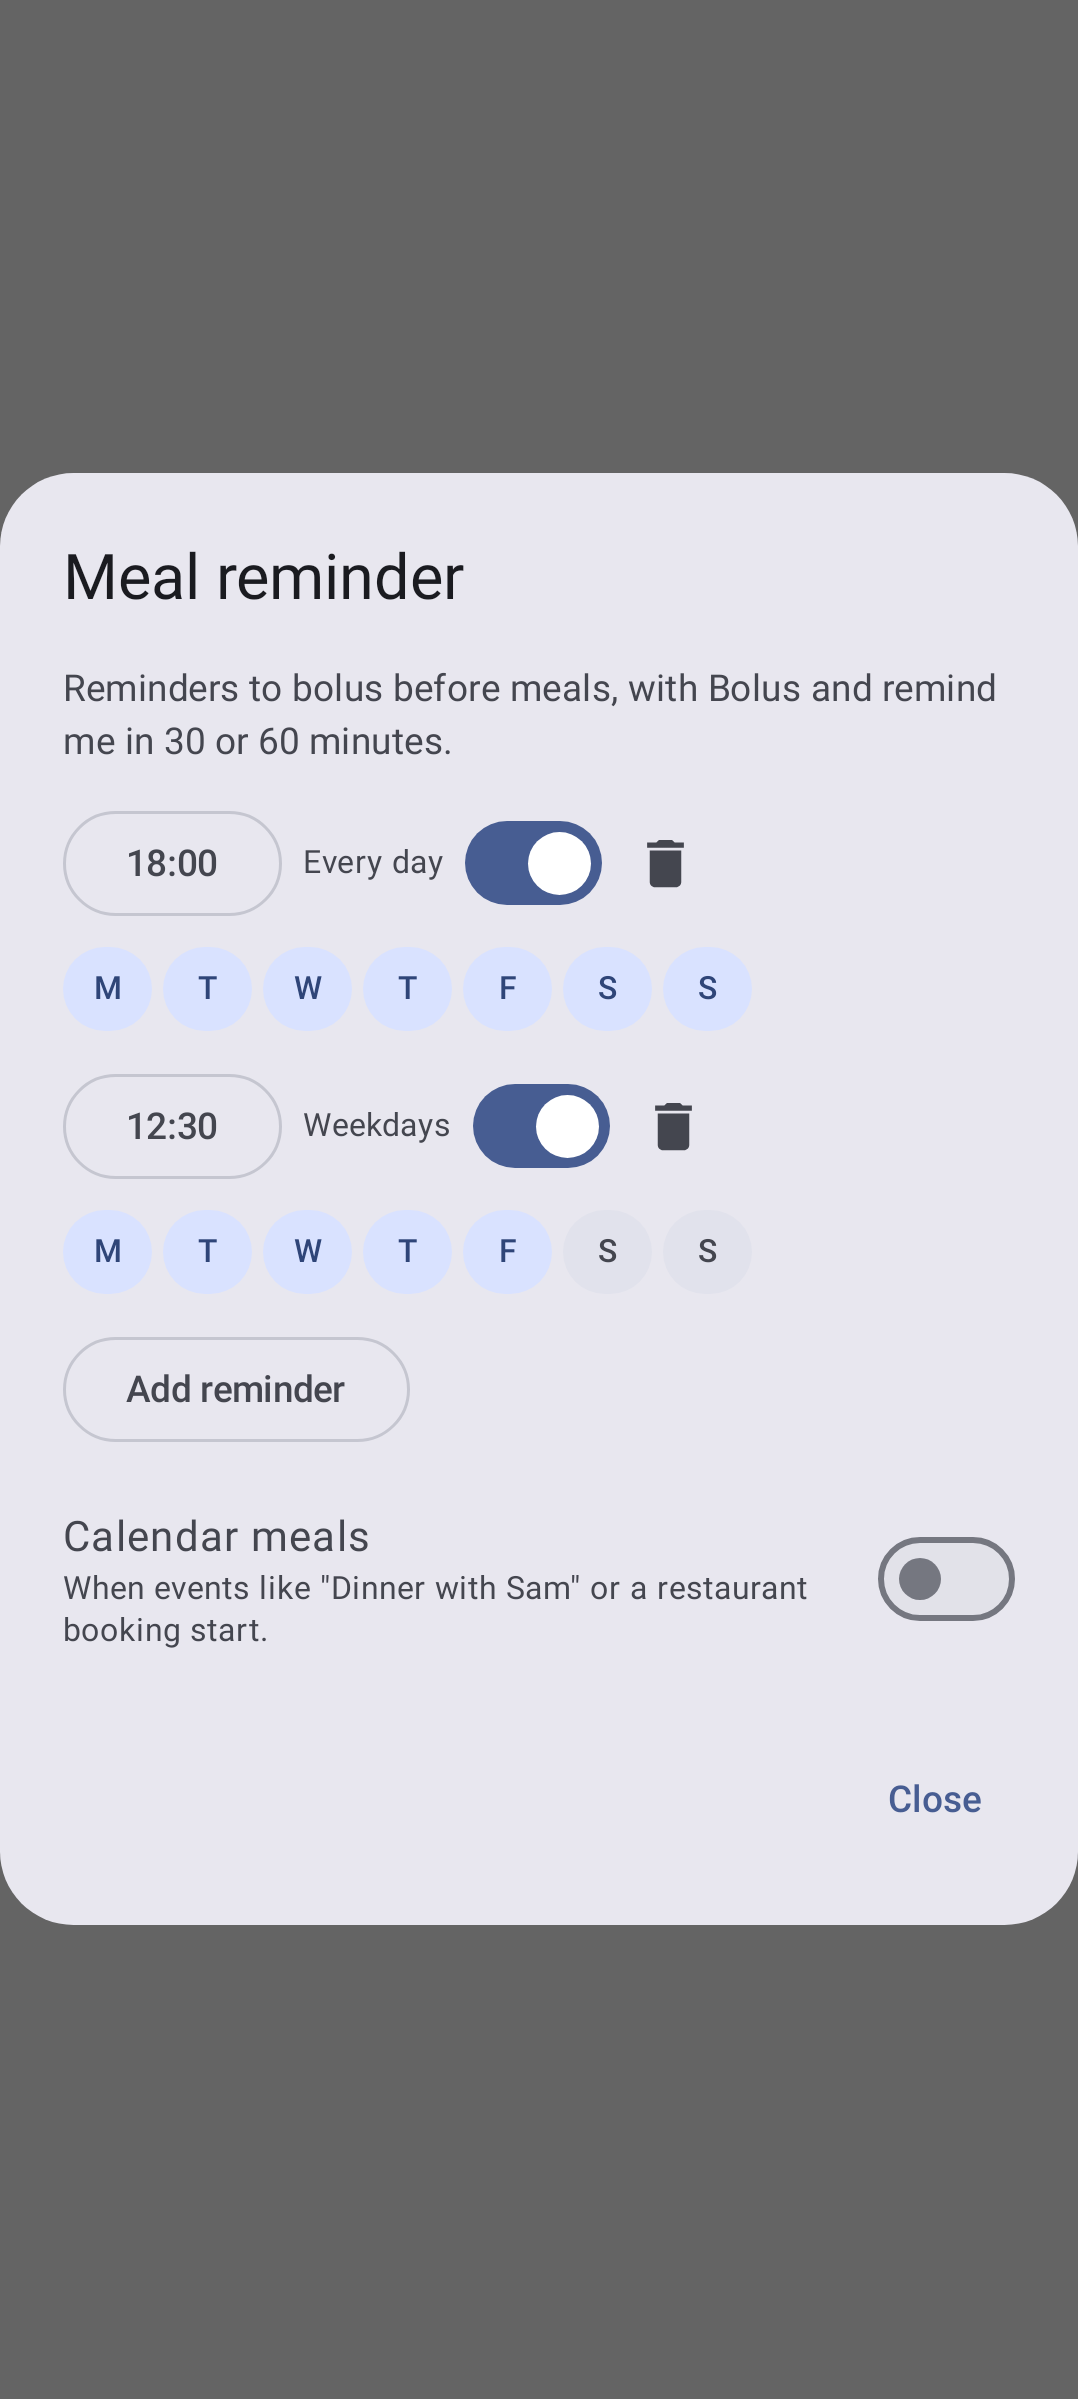 Meal reminder
Reminders to bolus before meals, with Bolus and remind
me in 30 or 60 minutes.
18:00 Every day
M T W T F S S
12:30 Weekdays
M T W T F S S
Add reminder
Calendar meals
When events like "Dinner with Sam" or a restaurant
booking start.
Close